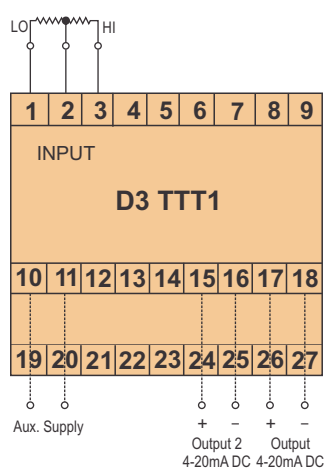 LO HI
1 2 3 4 5 6 7 8 9
INPUT
D3 TTT1
10 11 12 13 14 15 16 17 18
19 20 21 22 23 24 25 26 27
Aux. Supply + − + −
Output 2 Output
4-20mA DC 4-20mA DC